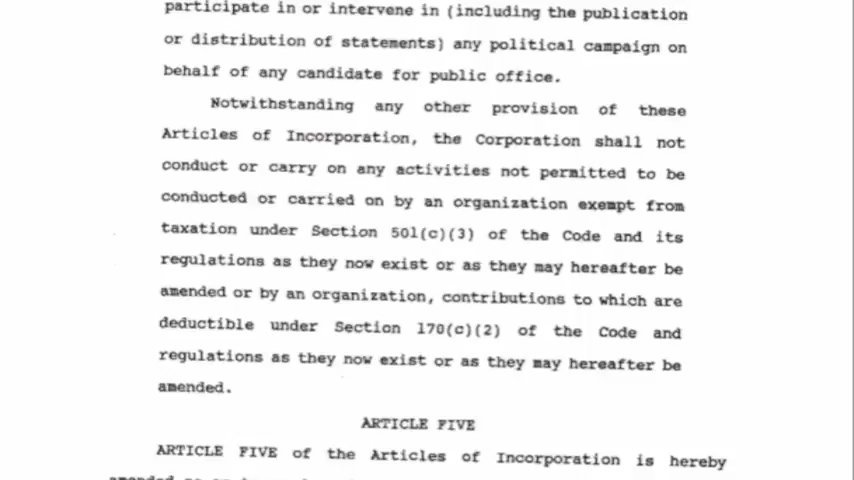 participate in or intervene in (including the publication
or distribution of statements) any political campaign on
behalf of any candidate for public office.
Notwithstanding any other provision of these
Articles of Incorporation, the Corporation shall not
conduct or carry on any activities not permitted to be
conducted or carried on by an organization exempt from
taxation under Section 501(c)(3) of the Code and its
regulations as they now exist or as they may hereafter be
amended or by an organization, contributions to which are
deductible under Section 170(c)(2) of the Code and
regulations as they now exist or as they may hereafter be
amended.
ARTICLE FIVE
ARTICLE FIVE of the Articles of Incorporation is hereby
amended